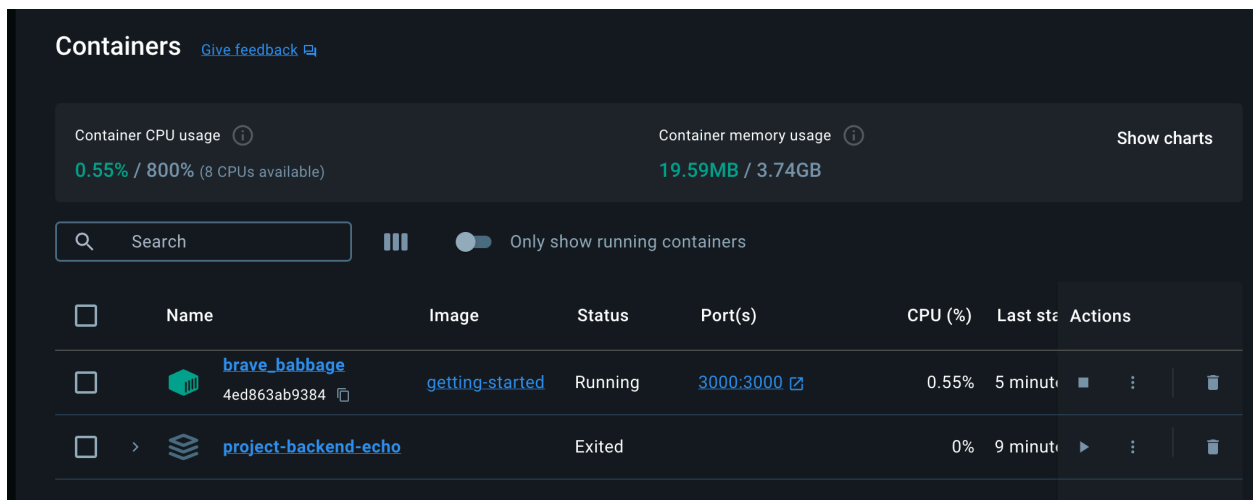 Containers Give feedback
Container CPU usage
0.55% / 800% (8 CPUs available)
Container memory usage
19.59MB / 3.74GB
Show charts
Search
Only show running containers
Name Image Status Port(s) CPU (%) Last sta Actions
brave_babbage
4ed863ab9384
getting-started Running 3000:3000 0.55% 5 minut
project-backend-echo Exited 0% 9 minut